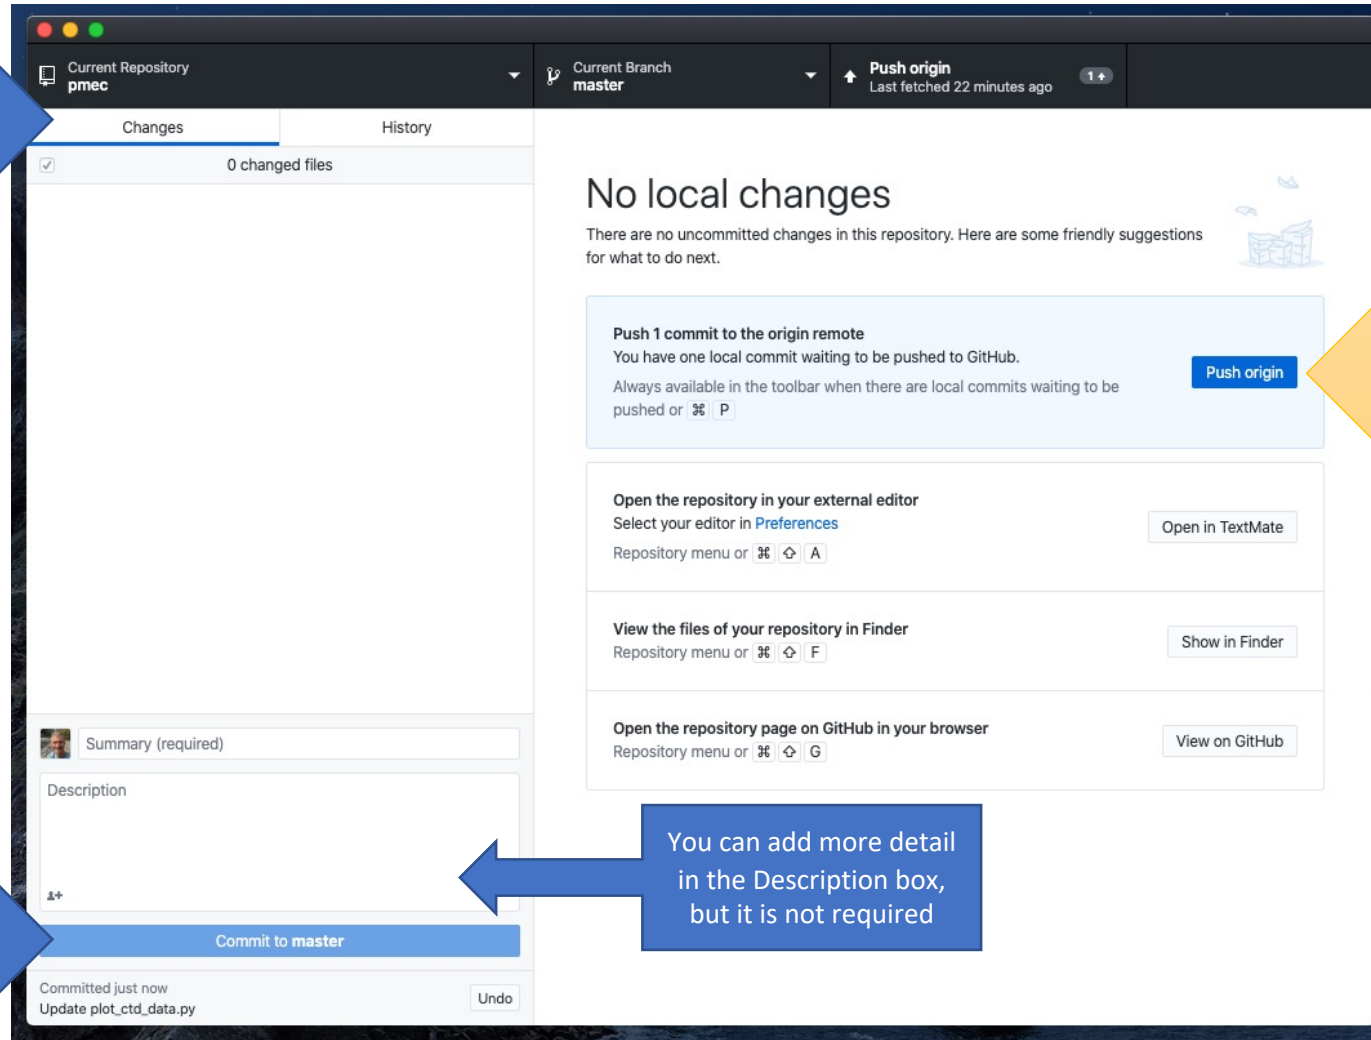 Current Repository
pmec
Current Branch
master
Push origin
Last fetched 22 minutes ago
1
Changes
History
0 changed files
No local changes
There are no uncommitted changes in this repository. Here are some friendly suggestions
for what to do next.
Push 1 commit to the origin remote
You have one local commit waiting to be pushed to GitHub.
Always available in the toolbar when there are local commits waiting to be
pushed or ⌘ P
Push origin
Open the repository in your external editor
Select your editor in Preferences
Repository menu or ⌘ ⇧ A
Open in TextMate
View the files of your repository in Finder
Repository menu or ⌘ ⇧ F
Show in Finder
Open the repository page on GitHub in your browser
Repository menu or ⌘ ⇧ G
View on GitHub
Summary (required)
Description
Commit to master
Committed just now
Update plot_ctd_data.py
Undo
You can add more detail
in the Description box,
but it is not required